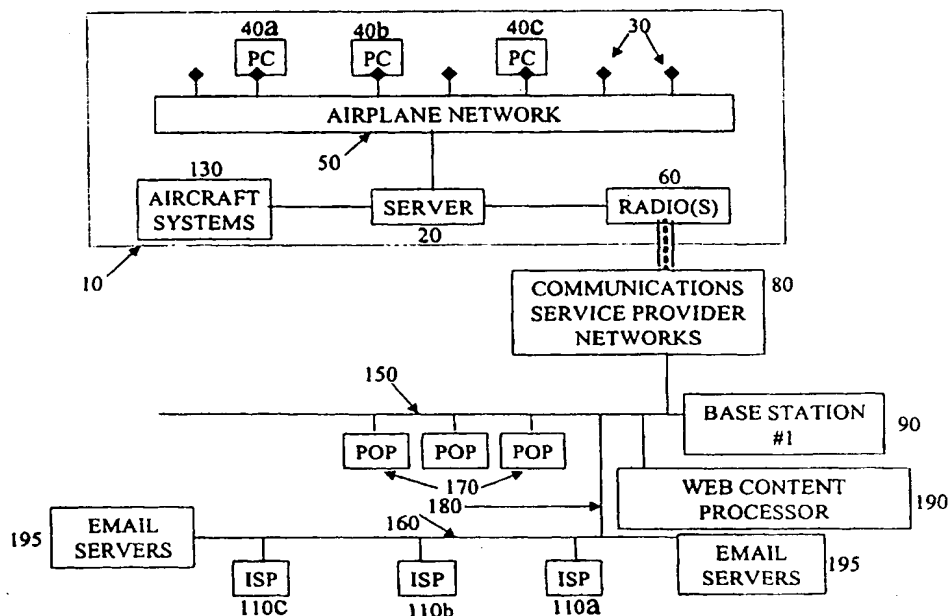 40a 40b 40c 30
PC PC PC
AIRPLANE NETWORK
50
130 60
AIRCRAFT
SYSTEMS
SERVER
RADIO(S)
20
10
COMMUNICATIONS
SERVICE PROVIDER
NETWORKS
80
150
BASE STATION
#1
90
POP POP POP
170
180
WEB CONTENT
PROCESSOR
190
160
195
EMAIL
SERVERS
EMAIL
SERVERS
195
ISP ISP ISP
110c 110b 110a